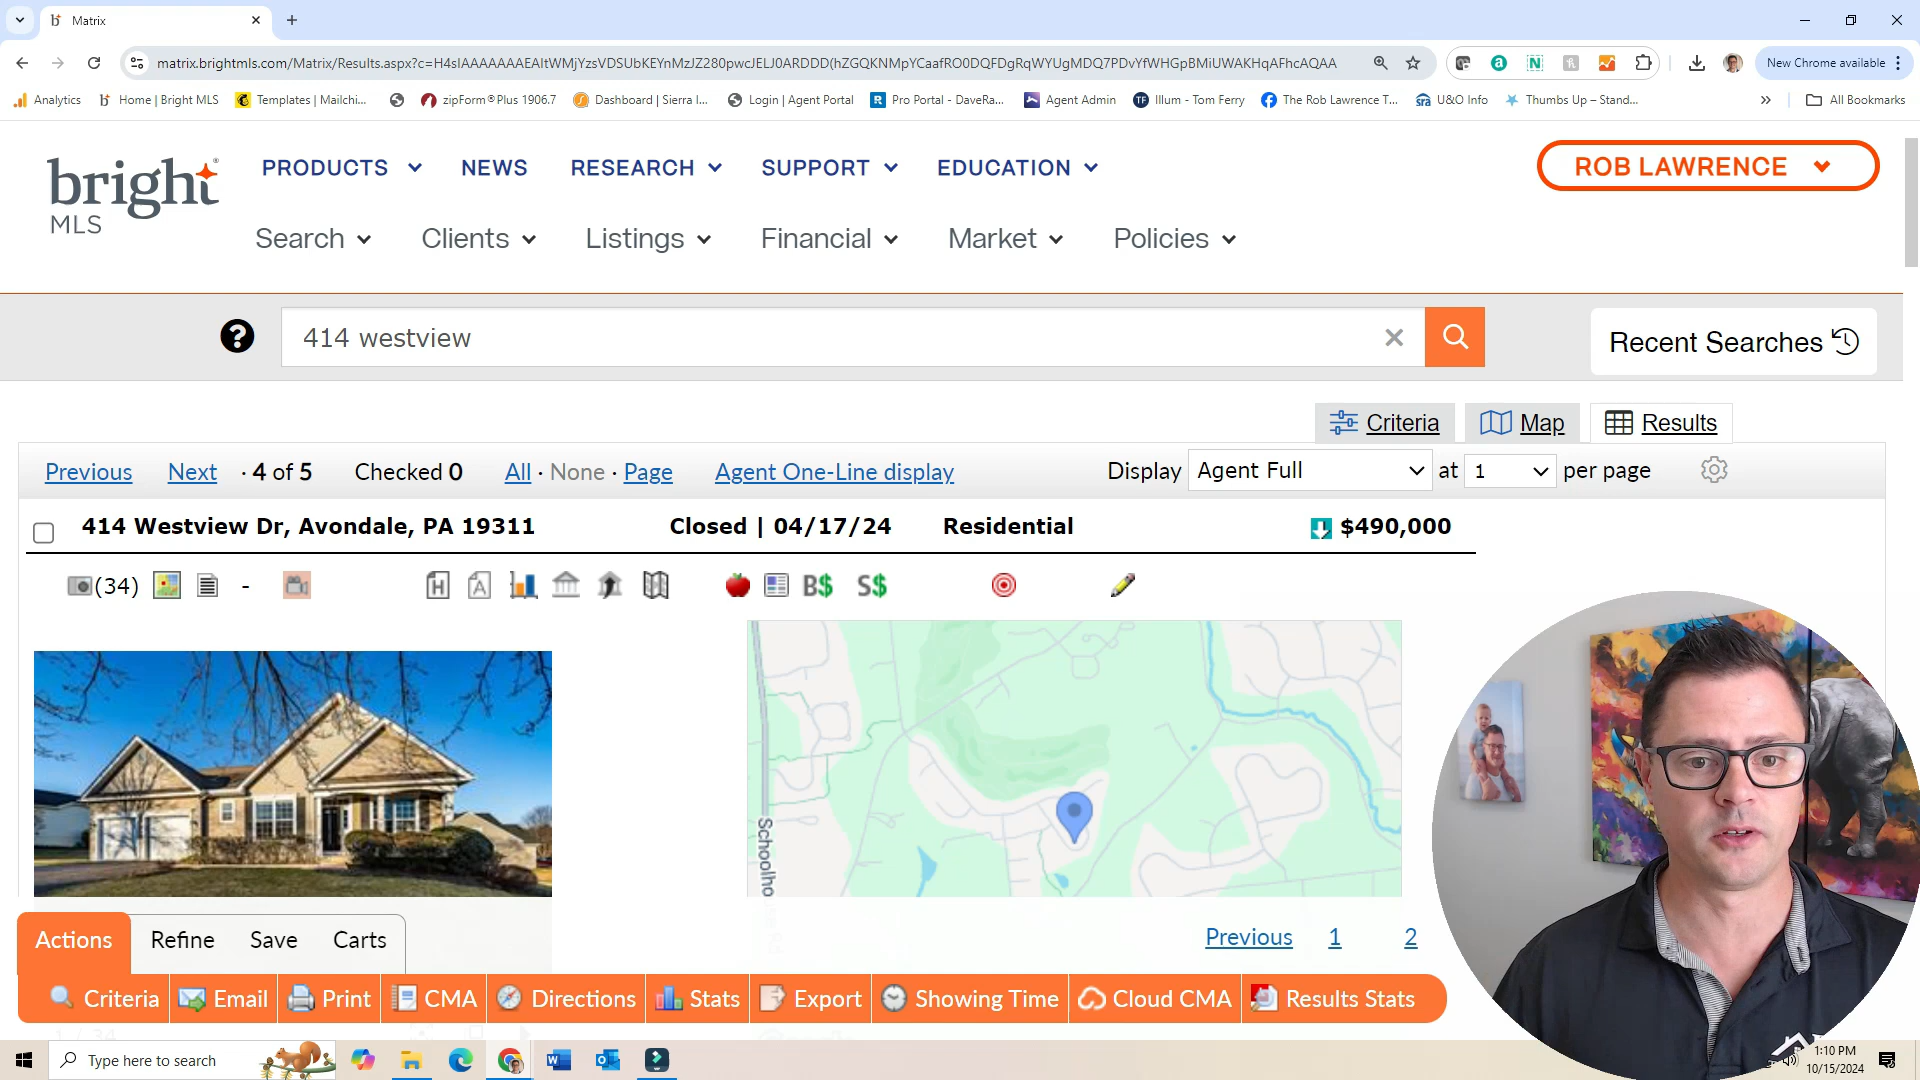 Matrix
matrix.brightmls.com/Matrix/Results.aspx?c=H4sIAAAAAAAEAItWMjYzsVDSUbKEYnMzJZ280pwcJELJ0ARDDD(hZGQKNMpYCaafRO0DQFDgRqWYUgMDQ7PDvYfWHGpBMiUWAKHqAFhcAQAA
New Chrome available
Analytics
Home | Bright MLS
Templates | Mailchi...
zipForm®Plus 1906.7
Dashboard | Sierra I...
Login | Agent Portal
Pro Portal - DaveRa...
Agent Admin
Illum - Tom Ferry
The Rob Lawrence T...
U&O Info
Thumbs Up – Stand...
All Bookmarks
bright
MLS
PRODUCTS NEWS RESEARCH SUPPORT EDUCATION
ROB LAWRENCE
Search Clients Listings Financial Market Policies
414 westview
Recent Searches
Criteria Map Results
Previous Next · 4 of 5 Checked 0 All · None · Page Agent One-Line display
Display Agent Full at 1 per page
414 Westview Dr, Avondale, PA 19311 Closed | 04/17/24 Residential $490,000
(34) - H A B$ S$
Actions Refine Save Carts
Previous 1 2
Criteria Email Print CMA Directions Stats Export Showing Time Cloud CMA Results Stats
1 / 34
Type here to search
1:10 PM
10/15/2024